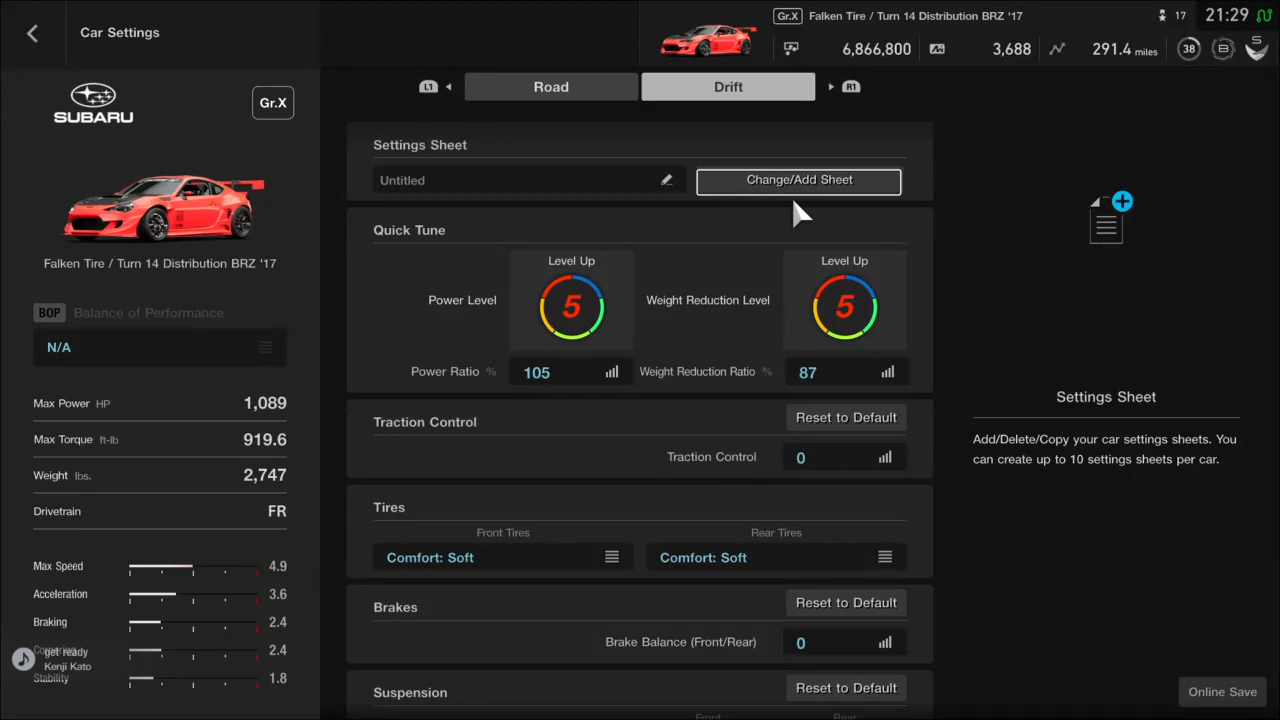 Car Settings
Gr.X Falken Tire / Turn 14 Distribution BRZ '17
17
21:29
6,866,800
3,688
291.4 miles
38
B
S
SUBARU
Gr.X
Falken Tire / Turn 14 Distribution BRZ '17
BOP Balance of Performance
N/A
Max Power HP 1,089
Max Torque ft-lb 919.6
Weight lbs. 2,747
Drivetrain FR
Max Speed 4.9
Acceleration 3.6
Braking 2.4
Cornering 2.4
get ready
Kenji Kato
Stability 1.8
L1 Road Drift R1
Settings Sheet
Untitled Change/Add Sheet
Quick Tune
Level Up Level Up
Power Level 5 Weight Reduction Level 5
Power Ratio % 105 Weight Reduction Ratio % 87
Traction Control Reset to Default
Traction Control 0
Tires
Front Tires Rear Tires
Comfort: Soft Comfort: Soft
Brakes Reset to Default
Brake Balance (Front/Rear) 0
Suspension Reset to Default
Front Rear
Settings Sheet
Add/Delete/Copy your car settings sheets. You
can create up to 10 settings sheets per car.
Online Save